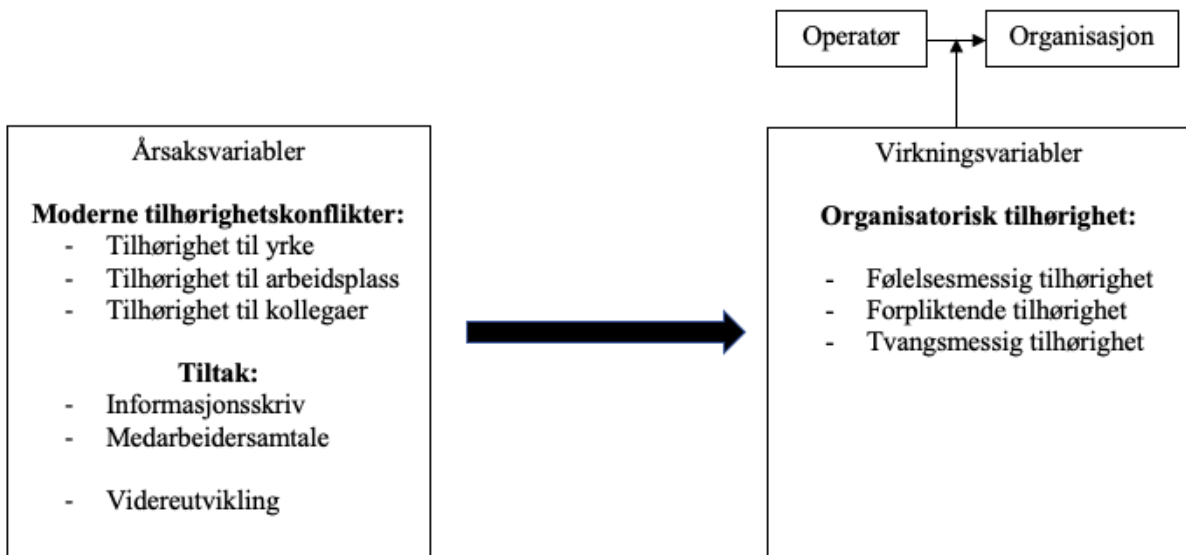 Operatør
Organisasjon
Årsaksvariabler
Moderne tilhørighetskonflikter:
- Tilhørighet til yrke
- Tilhørighet til arbeidsplass
- Tilhørighet til kollegaer
Tiltak:
- Informasjonsskriv
- Medarbeidersamtale
- Videreutvikling
Virkningsvariabler
Organisatorisk tilhørighet:
- Følelsesmessig tilhørighet
- Forpliktende tilhørighet
- Tvangsmessig tilhørighet